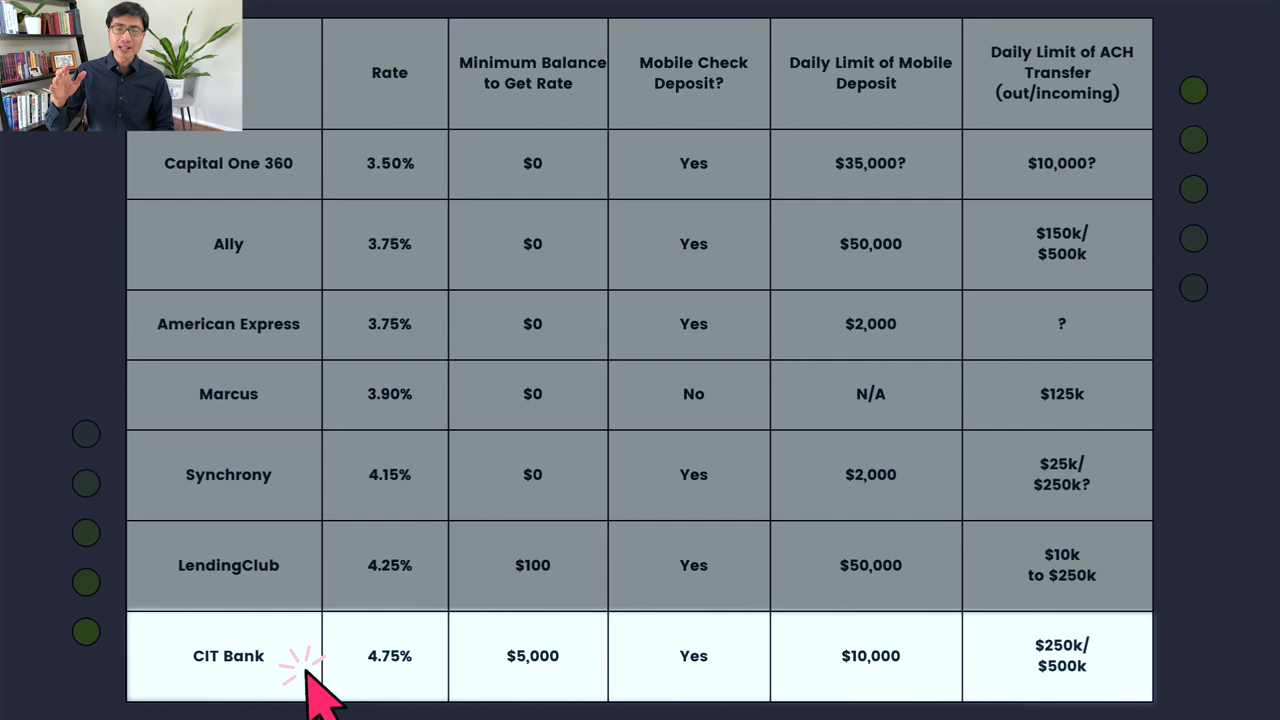 Rate
Minimum Balance
to Get Rate
Mobile Check
Deposit?
Daily Limit of Mobile
Deposit
Daily Limit of ACH
Transfer
(out/incoming)
Capital One 360
3.50%
$0
Yes
$35,000?
$10,000?
Ally
3.75%
$0
Yes
$50,000
$150k/
$500k
American Express
3.75%
$0
Yes
$2,000
?
Marcus
3.90%
$0
No
N/A
$125k
Synchrony
4.15%
$0
Yes
$2,000
$25k/
$250k?
LendingClub
4.25%
$100
Yes
$50,000
$10k
to $250k
CIT Bank
4.75%
$5,000
Yes
$10,000
$250k/
$500k